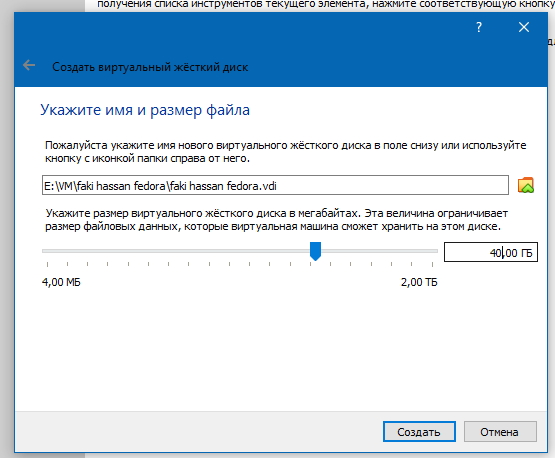 получения списка инструментов текущего элемента, нажмите соответствующую кнопку
?
Создать виртуальный жёсткий диск
Укажите имя и размер файла
Пожалуйста укажите имя нового виртуального жёсткого диска в поле снизу или используйте
кнопку с иконкой папки справа от него.
E:\VM\faki hassan fedora\faki hassan fedora.vdi
Укажите размер виртуального жёсткого диска в мегабайтах. Эта величина ограничивает
размер файловых данных, которые виртуальная машина сможет хранить на этом диске.
40,00 ГБ
4,00 МБ
2,00 ТБ
Создать
Отмена